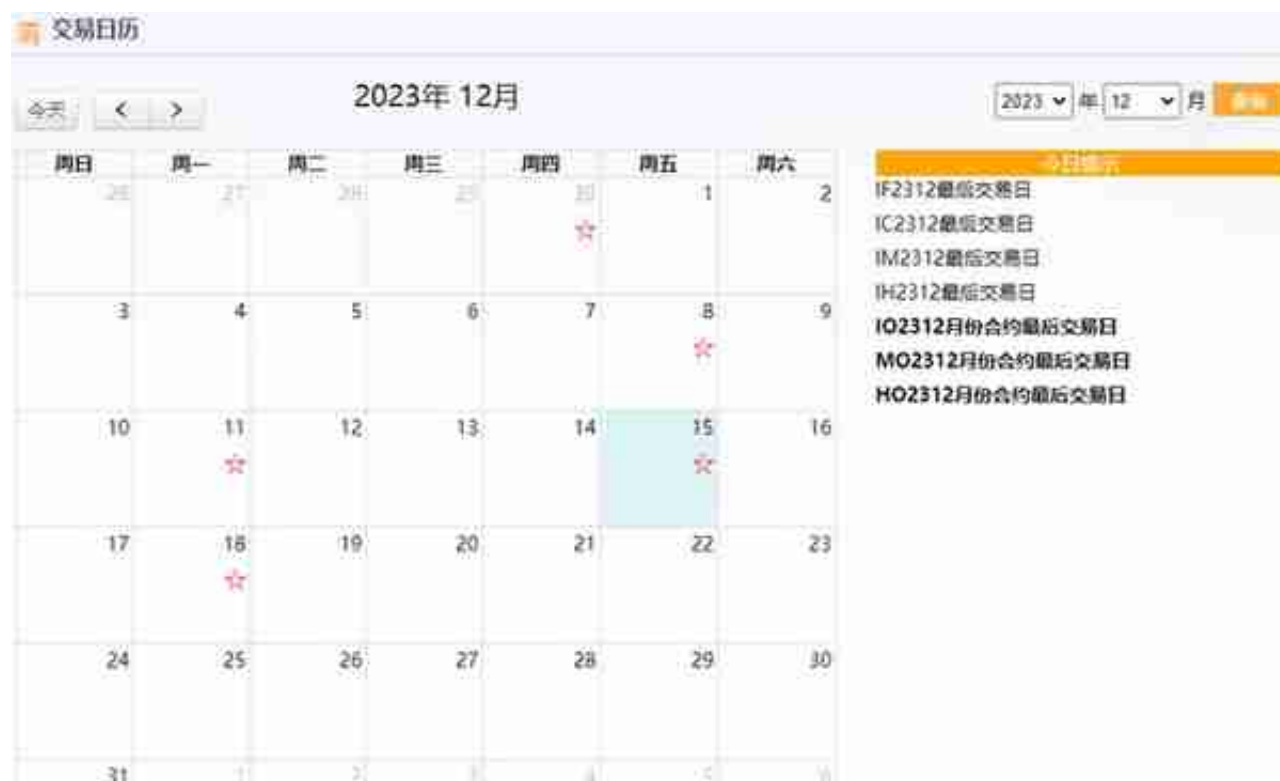 交易日历
今天 < >
2023年 12月
2023 年 12 月
周日 周一 周二 周三 周四 周五 周六
26 27 28 29 30 1 2
3 4 5 6 7 8 9
10 11 12 13 14 15 16
17 18 19 20 21 22 23
24 25 26 27 28 29 30
31 1 2 3 4 5 6
今日提示
IF2312最后交易日
IC2312最后交易日
IM2312最后交易日
IH2312最后交易日
IO2312月份合约最后交易日
MO2312月份合约最后交易日
HO2312月份合约最后交易日